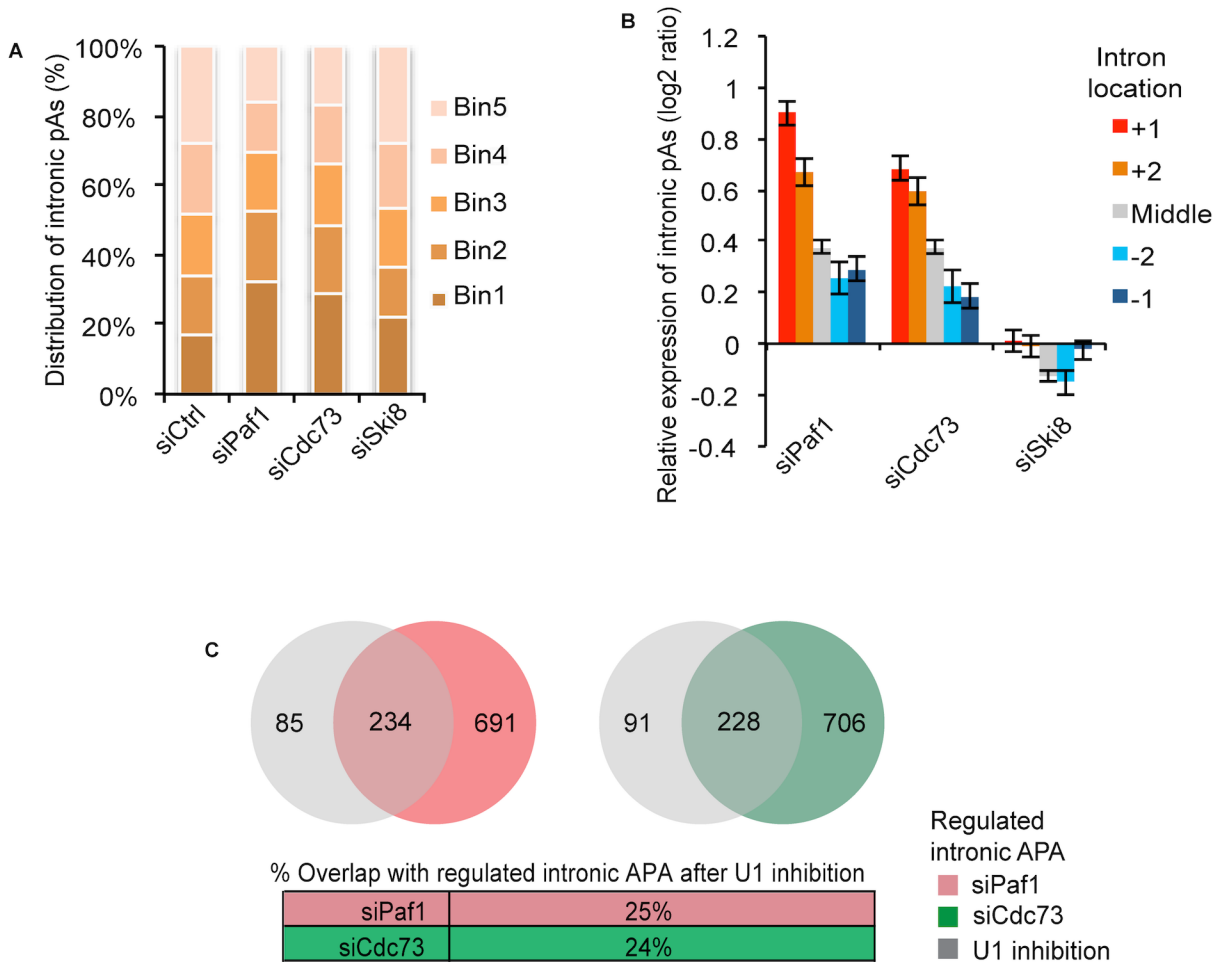 A
Distribution of intronic pAs (%)
100%
80%
60%
40%
20%
0%
siCtrl
siPaf1
siCdc73
siSki8
Bin5
Bin4
Bin3
Bin2
Bin1
B
Relative expression of intronic pAs (log2 ratio)
1.2
1
0.8
0.6
0.4
0.2
0
-0.2
-0.4
siPaf1
siCdc73
siSki8
Intron
location
+1
+2
Middle
-2
-1
C
85
234
691
91
228
706
% Overlap with regulated intronic APA after U1 inhibition
siPaf1 25%
siCdc73 24%
Regulated
intronic APA
siPaf1
siCdc73
U1 inhibition